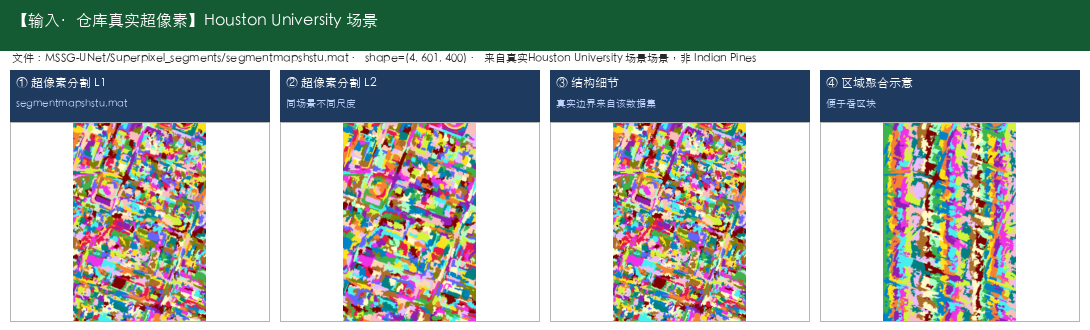 【输入·仓库真实超像素】Houston University 场景
文件：MSSG-UNet/Superpixel_segments/segmentmapshstu.mat · shape=(4, 601, 400) · 来自真实Houston University 场景场景，非 Indian Pines
① 超像素分割 L1
segmentmapshstu.mat
② 超像素分割 L2
同场景不同尺度
③ 结构细节
真实边界来自该数据集
④ 区域聚合示意
便于看区块